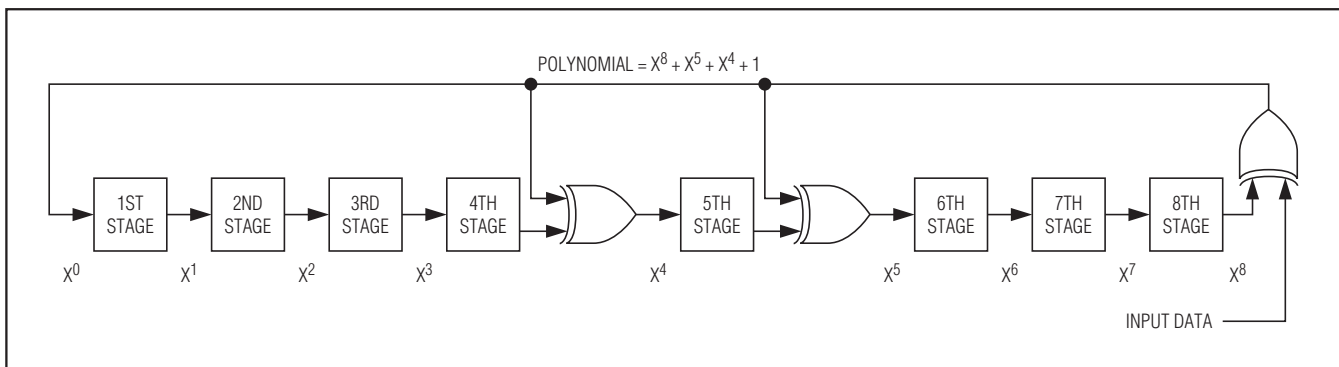 POLYNOMIAL = X⁸ + X⁵ + X⁴ + 1
1ST
STAGE
2ND
STAGE
3RD
STAGE
4TH
STAGE
5TH
STAGE
6TH
STAGE
7TH
STAGE
8TH
STAGE
X⁰
X¹
X²
X³
X⁴
X⁵
X⁶
X⁷
X⁸
INPUT DATA